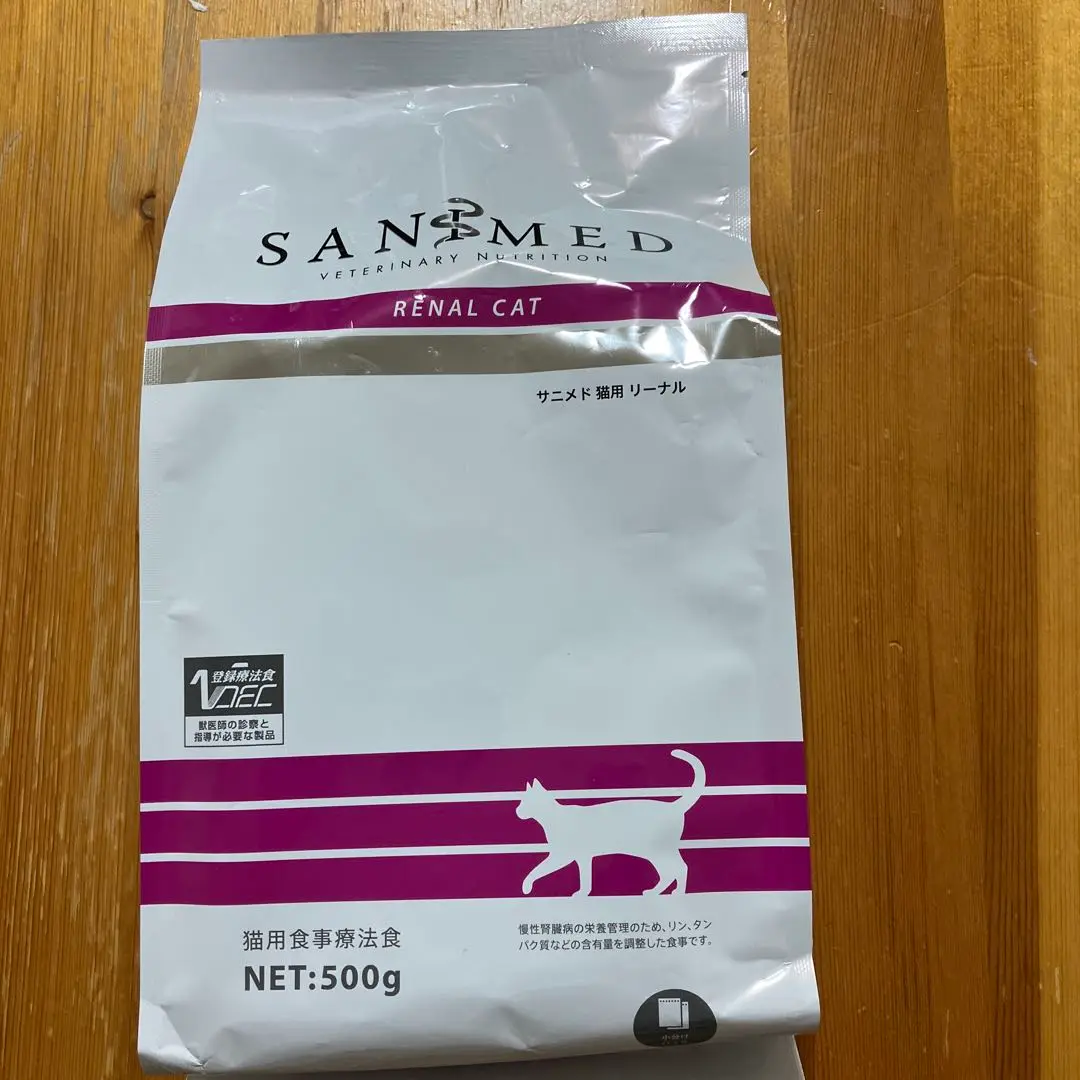 SANIMED
VETERINARY NUTRITION
RENAL CAT
サニメド 猫用 リーナル
登録療法食
VDEC
獣医師の診察と
指導が必要な製品
猫用食事療法食
NET:500g
慢性腎臓病の栄養管理のため、リン、タン
パク質などの含有量を調整した食事です。
小分け